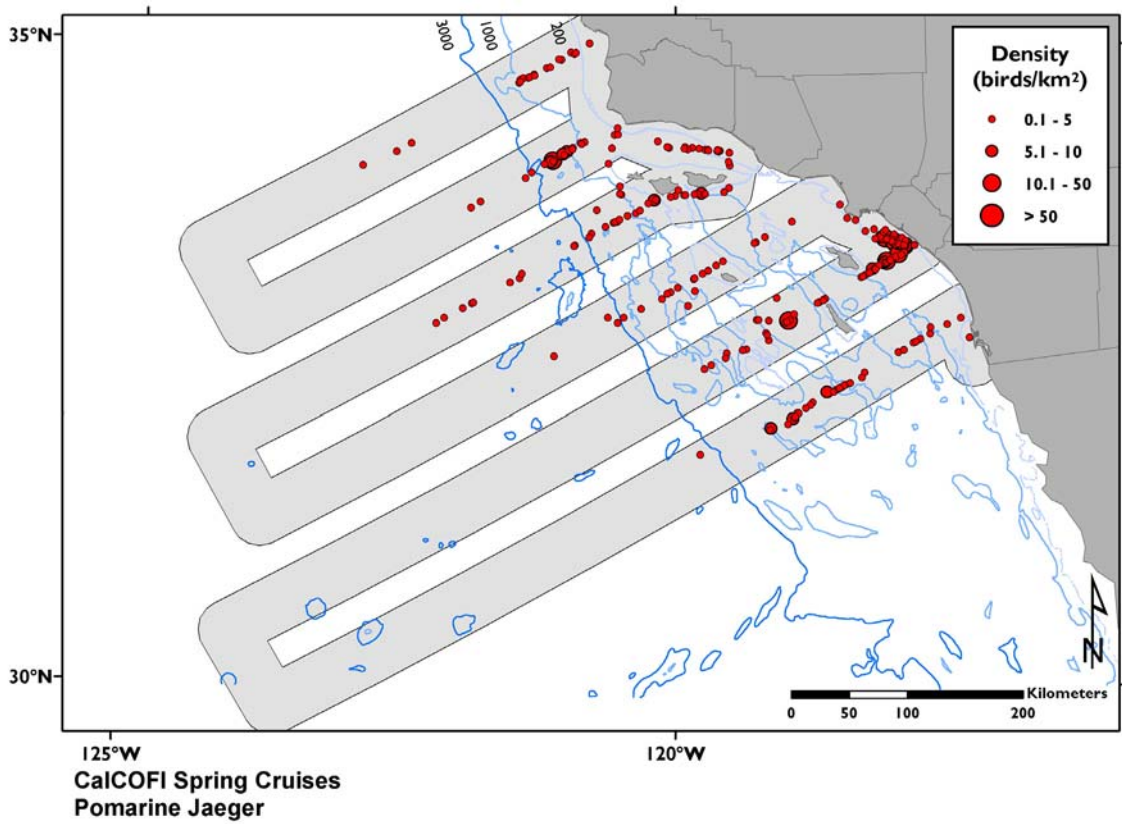 35°N
3000
1000
200
Density
(birds/km²)
0.1 - 5
5.1 - 10
10.1 - 50
> 50
30°N
N
Kilometers
0 50 100 200
125°W 120°W
CalCOFI Spring Cruises
Pomarine Jaeger